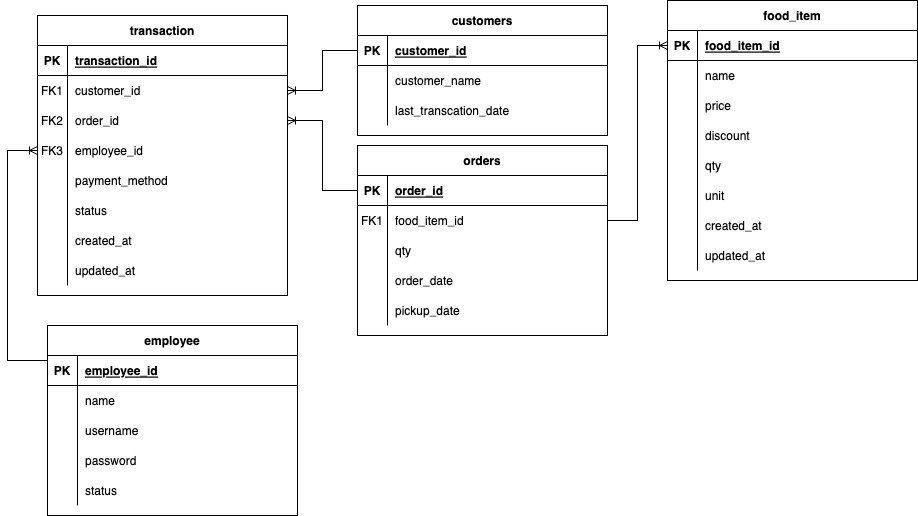 transaction
PK transaction_id
FK1 customer_id
FK2 order_id
FK3 employee_id
payment_method
status
created_at
updated_at
customers
PK customer_id
customer_name
last_transcation_date
orders
PK order_id
FK1 food_item_id
qty
order_date
pickup_date
food_item
PK food_item_id
name
price
discount
qty
unit
created_at
updated_at
employee
PK employee_id
name
username
password
status